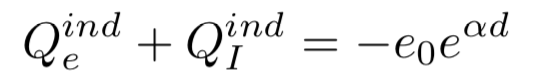 $Q_e^{ind} + Q_I^{ind} = -e_0 e^{\alpha d}$